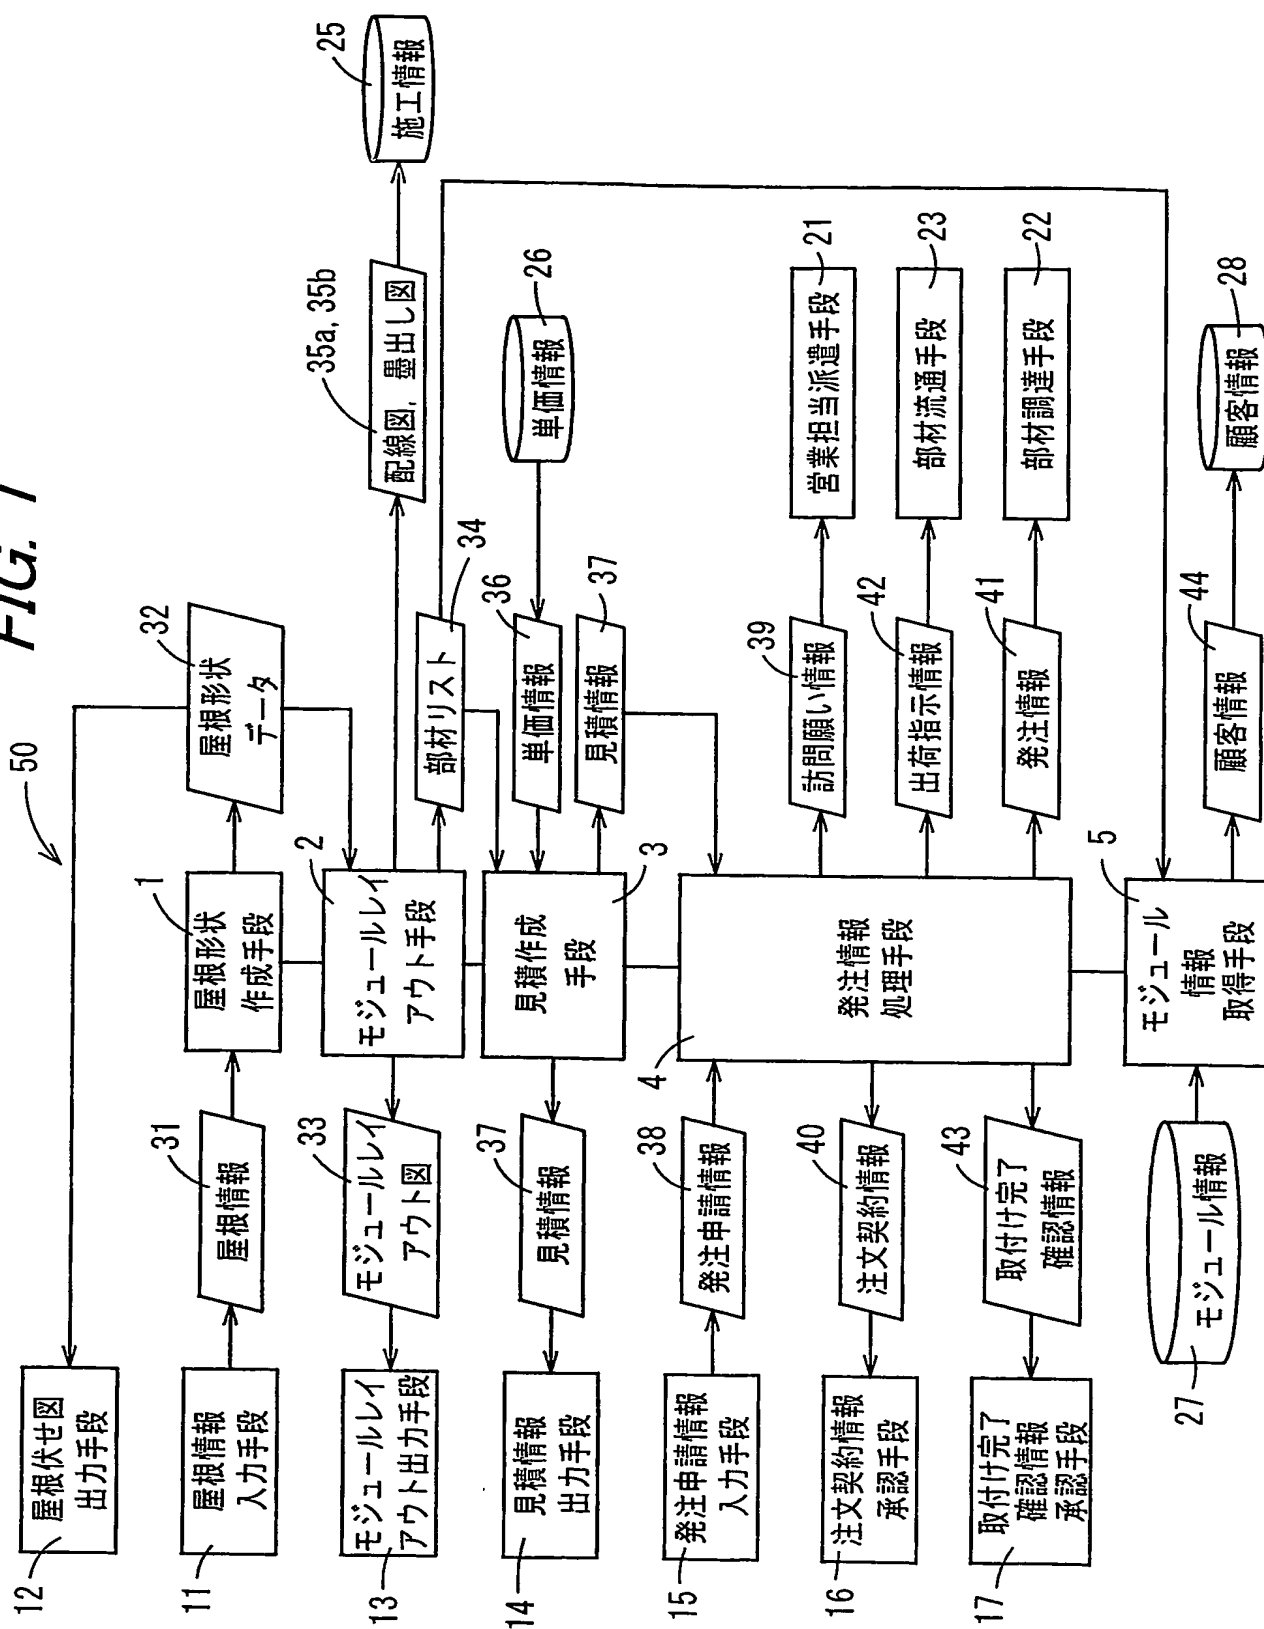 FIG. 1
50
12
屋根伏せ図
出力手段
11
屋根情報
入力手段
31
屋根情報
1
屋根形状
作成手段
32
屋根形状
データ
13
モジュールレイ
アウト出力手段
33
モジュールレイ
アウト図
2
モジュールレイ
アウト手段
35a, 35b
配線図, 墨出し図
25
施工情報
34
部材リスト
14
見積情報
出力手段
37
見積情報
3
見積作成
手段
36
単価情報
26
単価情報
37
見積情報
15
発注申請情報
入力手段
38
発注申請情報
4
発注情報
処理手段
39
訪問願い情報
21
営業担当派遣手段
16
注文契約情報
承認手段
40
注文契約情報
42
出荷指示情報
23
部材流通手段
17
取付け完了
確認情報
承認手段
43
取付け完了
確認情報
41
発注情報
22
部材調達手段
27
モジュール情報
5
モジュール
情報
取得手段
44
顧客情報
28
顧客情報